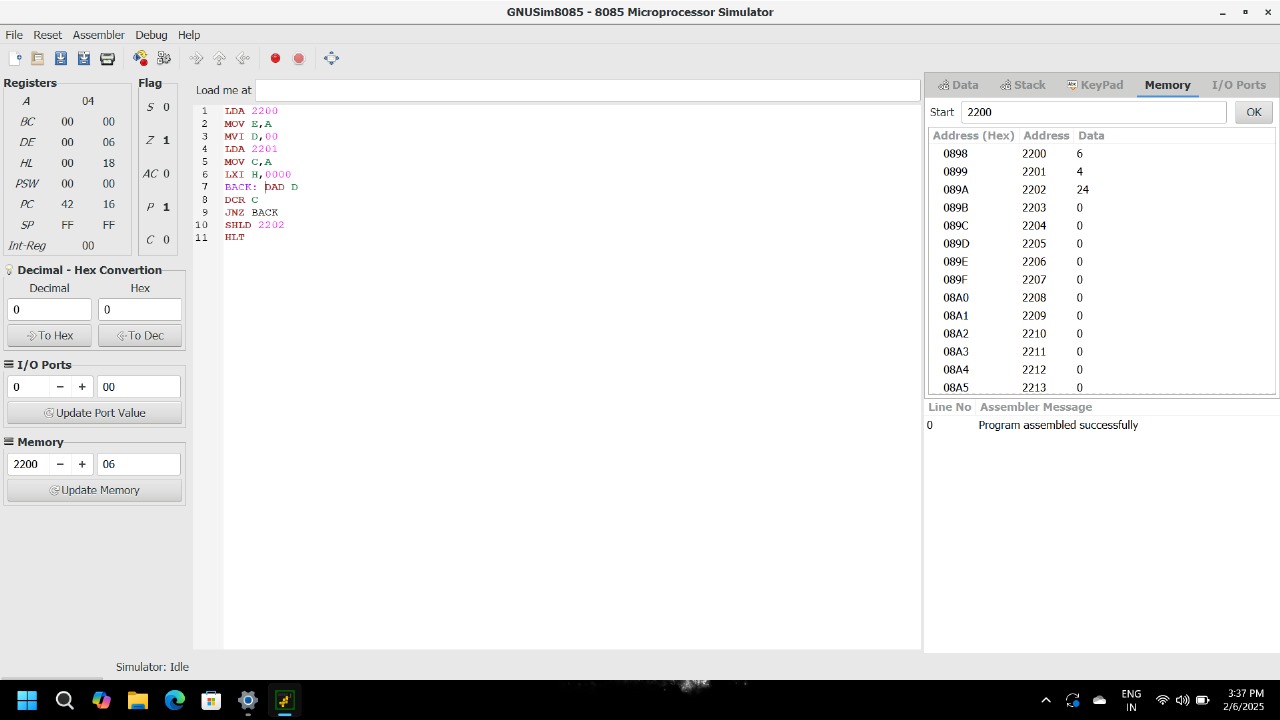 GNUSim8085 - 8085 Microprocessor Simulator
File Reset Assembler Debug Help
Registers
A 04
BC 00 00
DE 00 06
HL 00 18
PSW 00 00
PC 42 16
SP FF FF
Int-Reg 00
Flag
S 0
Z 1
AC 0
P 1
C 0
Decimal - Hex Convertion
Decimal Hex
0 0
To Hex To Dec
I/O Ports
0 - + 00
Update Port Value
Memory
2200 - + 06
Update Memory
Load me at
1 LDA 2200
2 MOV E,A
3 MVI D,00
4 LDA 2201
5 MOV C,A
6 LXI H,0000
7 BACK: DAD D
8 DCR C
9 JNZ BACK
10 SHLD 2202
11 HLT
Data Stack KeyPad Memory I/O Ports
Start 2200 OK
Address (Hex) Address Data
0898 2200 6
0899 2201 4
089A 2202 24
089B 2203 0
089C 2204 0
089D 2205 0
089E 2206 0
089F 2207 0
08A0 2208 0
08A1 2209 0
08A2 2210 0
08A3 2211 0
08A4 2212 0
08A5 2213 0
Line No Assembler Message
0 Program assembled successfully
Simulator: Idle
ENG
IN
3:37 PM
2/6/2025